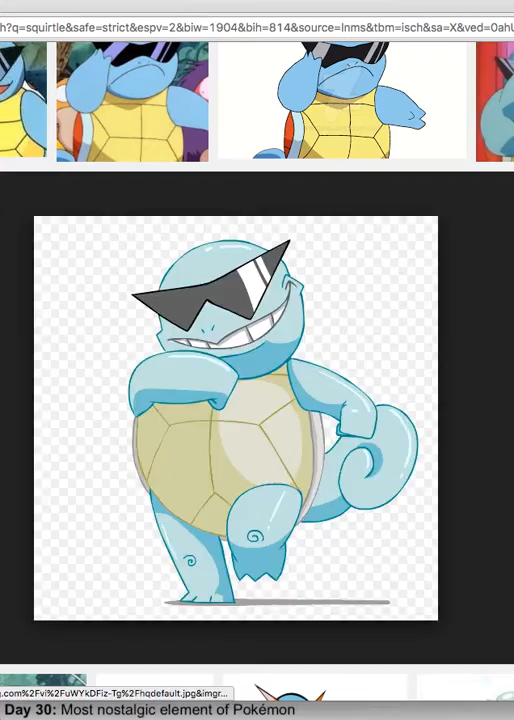 h?q=squirtle&safe=strict&espv=2&biw=1904&bih=814&source=lnms&tbm=isch&sa=X&ved=0ahU
g.com%2Fvi%2FuWYkDFiz-Tg%2Fhqdefault.jpg&imgr...
Day 30: Most nostalgic element of Pokémon